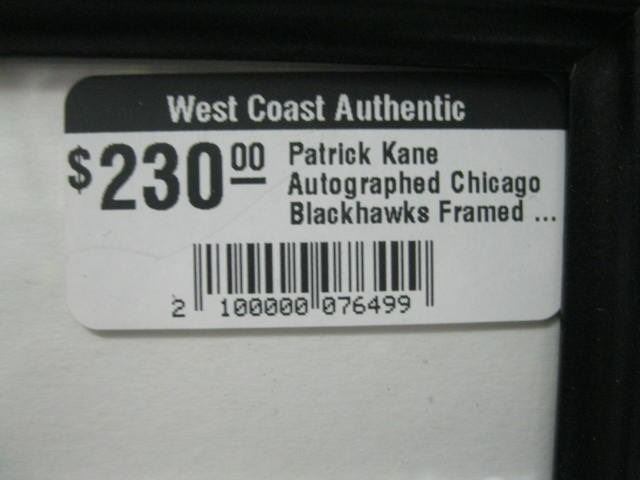 West Coast Authentic
$230.00 Patrick Kane
Autographed Chicago
Blackhawks Framed ...
2 100000 076499